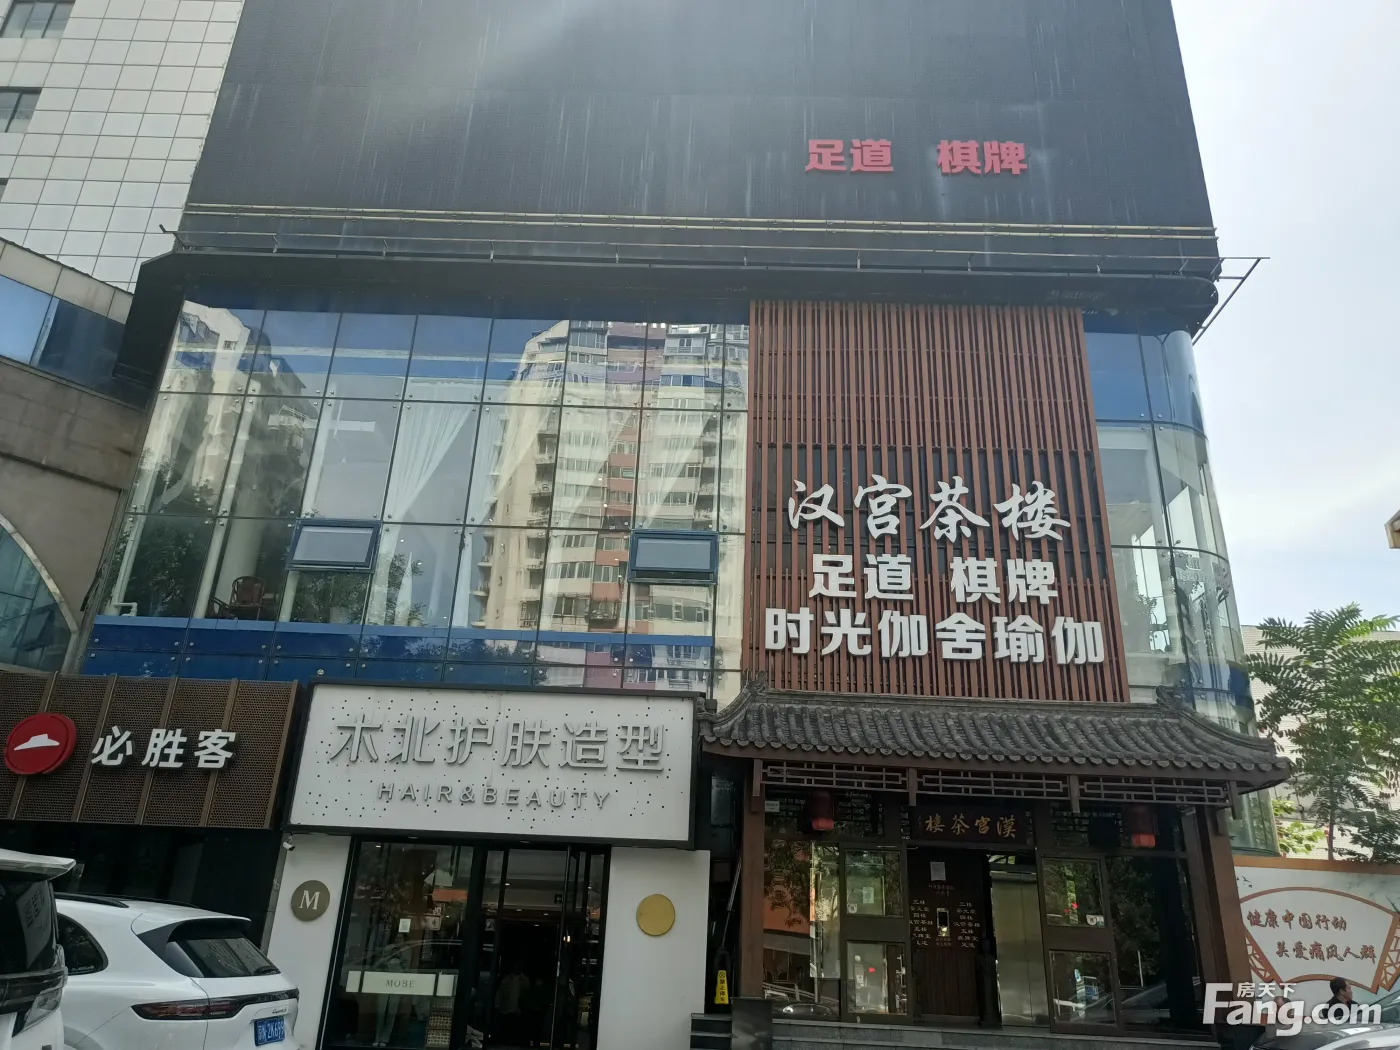 足道 棋牌
汉宫茶楼
足道 棋牌
时光伽舍瑜伽
必胜客
木北护肤造型
HAIR&BEAUTY
樓茶宫漢
M
MOBE
健康中国行动
关爱痛风人群
房天下
Fang.com